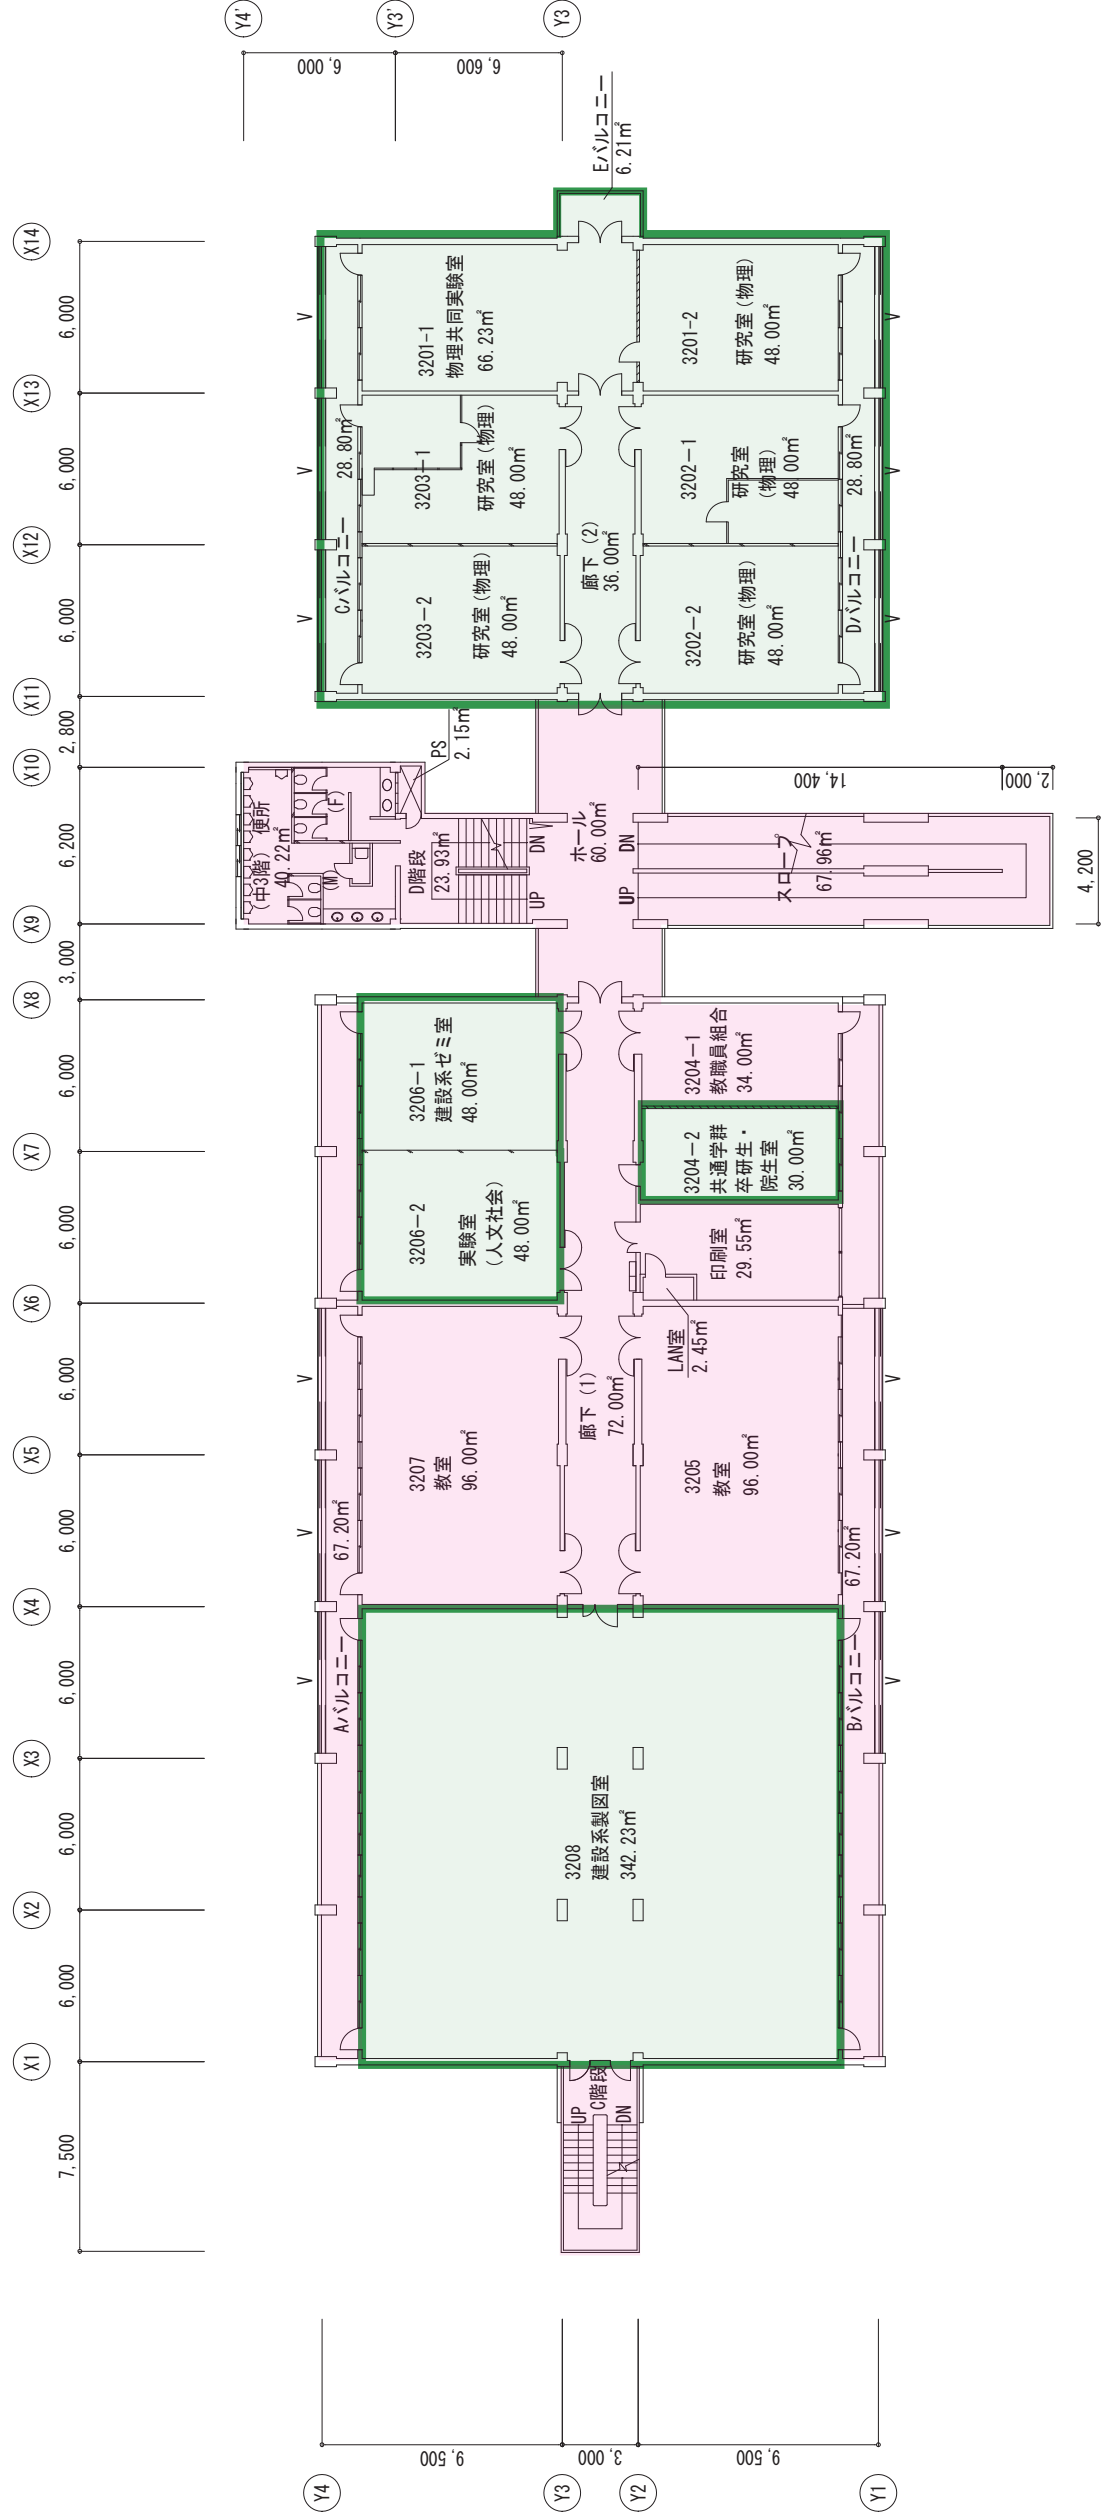 X1
X2
X3
X4
X5
X6
X7
X8
X9
X10
X11
X12
X13
X14
7,500
6,000
6,000
6,000
6,000
6,000
6,000
6,000
3,000
6,200
2,800
6,000
6,000
6,000
Y4'
Y3'
Y3
6,000
6,600
(中3階) 便所
40.22㎡
(M)
(F)
PS
2.15㎡
D階段
23.93㎡
UP
DN
ホール
60.00㎡
UP
DN
スロープ
67.96㎡
14,400
2,000
4,200
Aバルコニー
67.20㎡
3208
建設系製図室
342.23㎡
3207
教室
96.00㎡
3206-2
実験室
(人文社会)
48.00㎡
3206-1
建設系ゼミ室
48.00㎡
廊下 (1)
72.00㎡
LAN室
2.45㎡
3205
教室
96.00㎡
印刷室
29.55㎡
3204-2
共通学群
卒研生・
院生室
30.00㎡
3204-1
教職員組合
34.00㎡
Bバルコニー
67.20㎡
UP
C階段
DN
Cバルコニー
28.80㎡
3203-2
研究室(物理)
48.00㎡
3203-1
研究室(物理)
48.00㎡
3201-1
物理共同実験室
66.23㎡
廊下 (2)
36.00㎡
Eバルコニー
6.21㎡
3202-2
研究室(物理)
48.00㎡
3202-1
研究室
(物理)
48.00㎡
3201-2
研究室(物理)
48.00㎡
Dバルコニー
28.80㎡
Y4
Y3
Y2
Y1
9,500
3,000
9,500